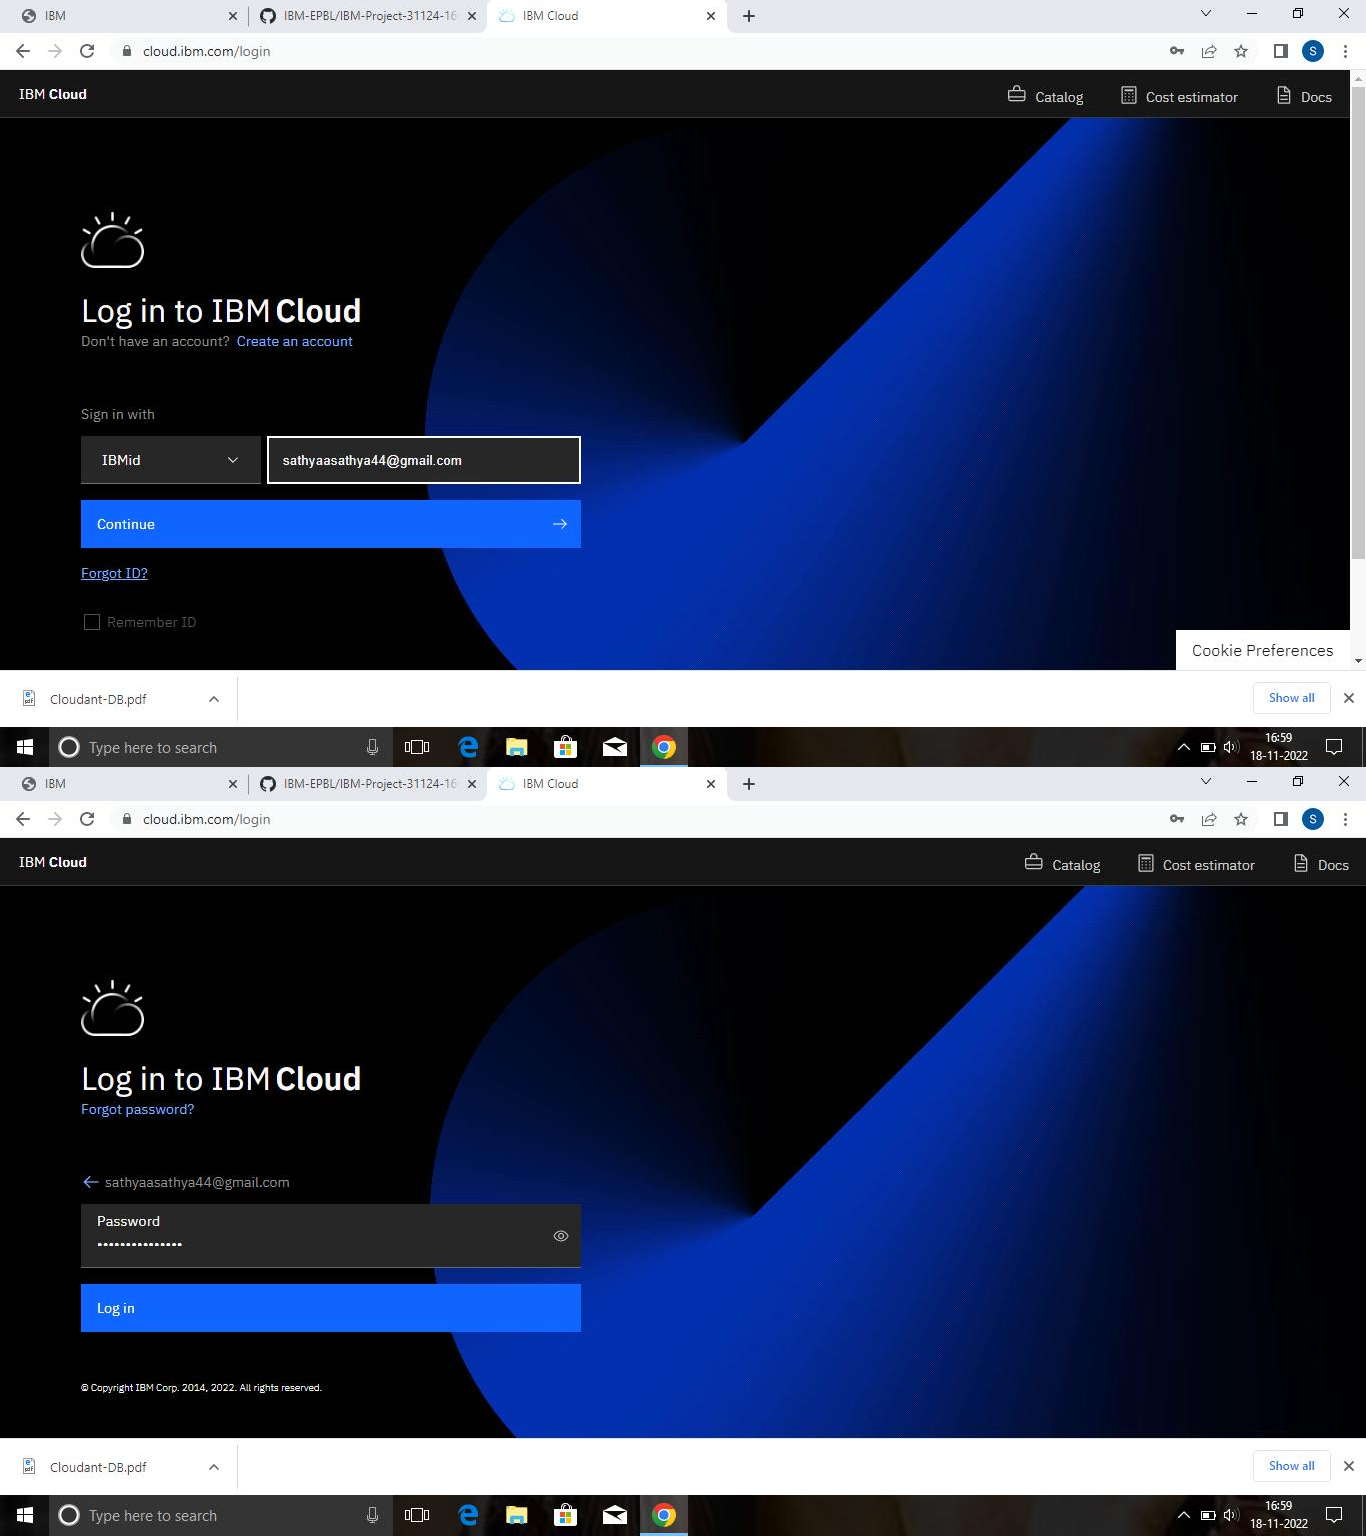 IBM
IBM-EPBL/IBM-Project-31124-16
IBM Cloud
cloud.ibm.com/login
S
IBM Cloud
Catalog
Cost estimator
Docs
Log in to IBM Cloud
Don't have an account? Create an account
Sign in with
IBMid
sathyaasathya44@gmail.com
Continue
Forgot ID?
Remember ID
Cookie Preferences
Cloudant-DB.pdf
Show all
Type here to search
16:59
18-11-2022
IBM
IBM-EPBL/IBM-Project-31124-16
IBM Cloud
cloud.ibm.com/login
S
IBM Cloud
Catalog
Cost estimator
Docs
Log in to IBM Cloud
Forgot password?
sathyaasathya44@gmail.com
Password
•••••••••••••••
Log in
© Copyright IBM Corp. 2014, 2022. All rights reserved.
Cloudant-DB.pdf
Show all
Type here to search
16:59
18-11-2022